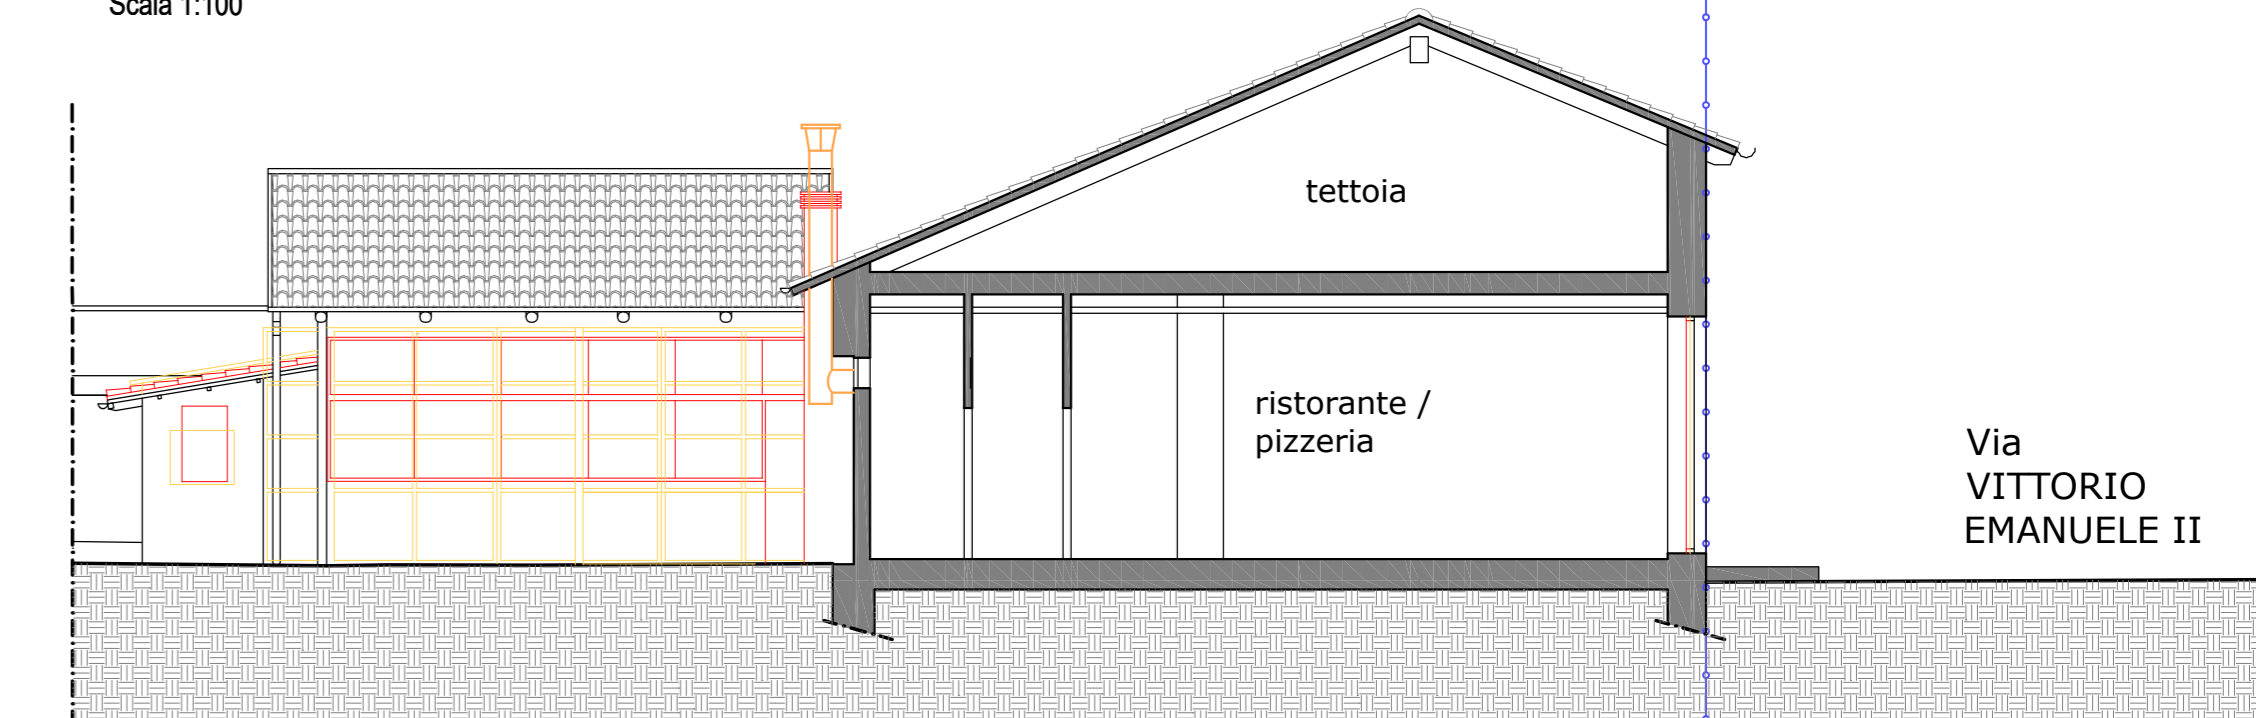 Scala 1:100
tettoia
ristorante /
pizzeria
Via
VITTORIO
EMANUELE II